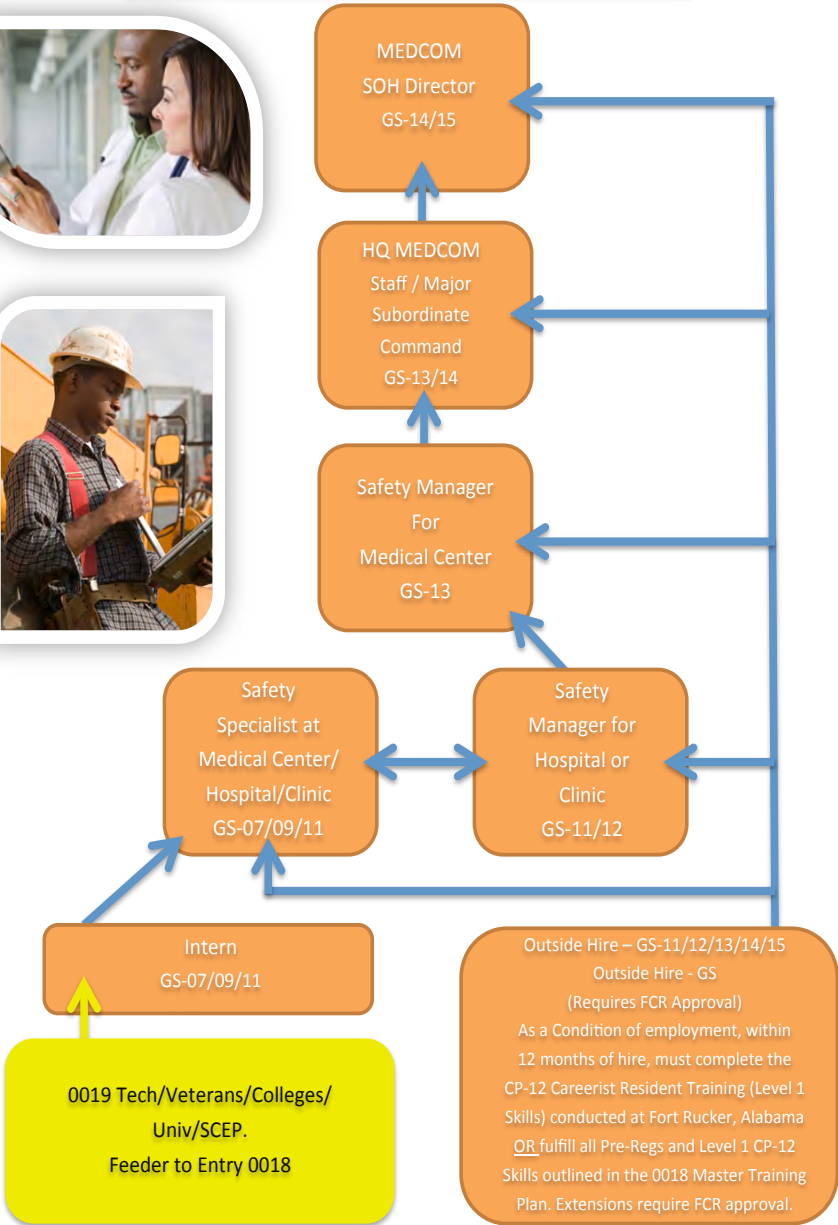 MEDCOM
SOH Director
GS-14/15
HQ MEDCOM
Staff / Major
Subordinate
Command
GS-13/14
Safety Manager
For
Medical Center
GS-13
Safety
Specialist at
Medical Center/
Hospital/Clinic
GS-07/09/11
Safety
Manager for
Hospital or
Clinic
GS-11/12
Intern
GS-07/09/11
0019 Tech/Veterans/Colleges/
Univ/SCEP.
Feeder to Entry 0018
Outside Hire – GS-11/12/13/14/15
Outside Hire - GS
(Requires FCR Approval)
As a Condition of employment, within
12 months of hire, must complete the
CP-12 Careerist Resident Training (Level 1
Skills) conducted at Fort Rucker, Alabama
OR fulfill all Pre-Regs and Level 1 CP-12
Skills outlined in the 0018 Master Training
Plan. Extensions require FCR approval.